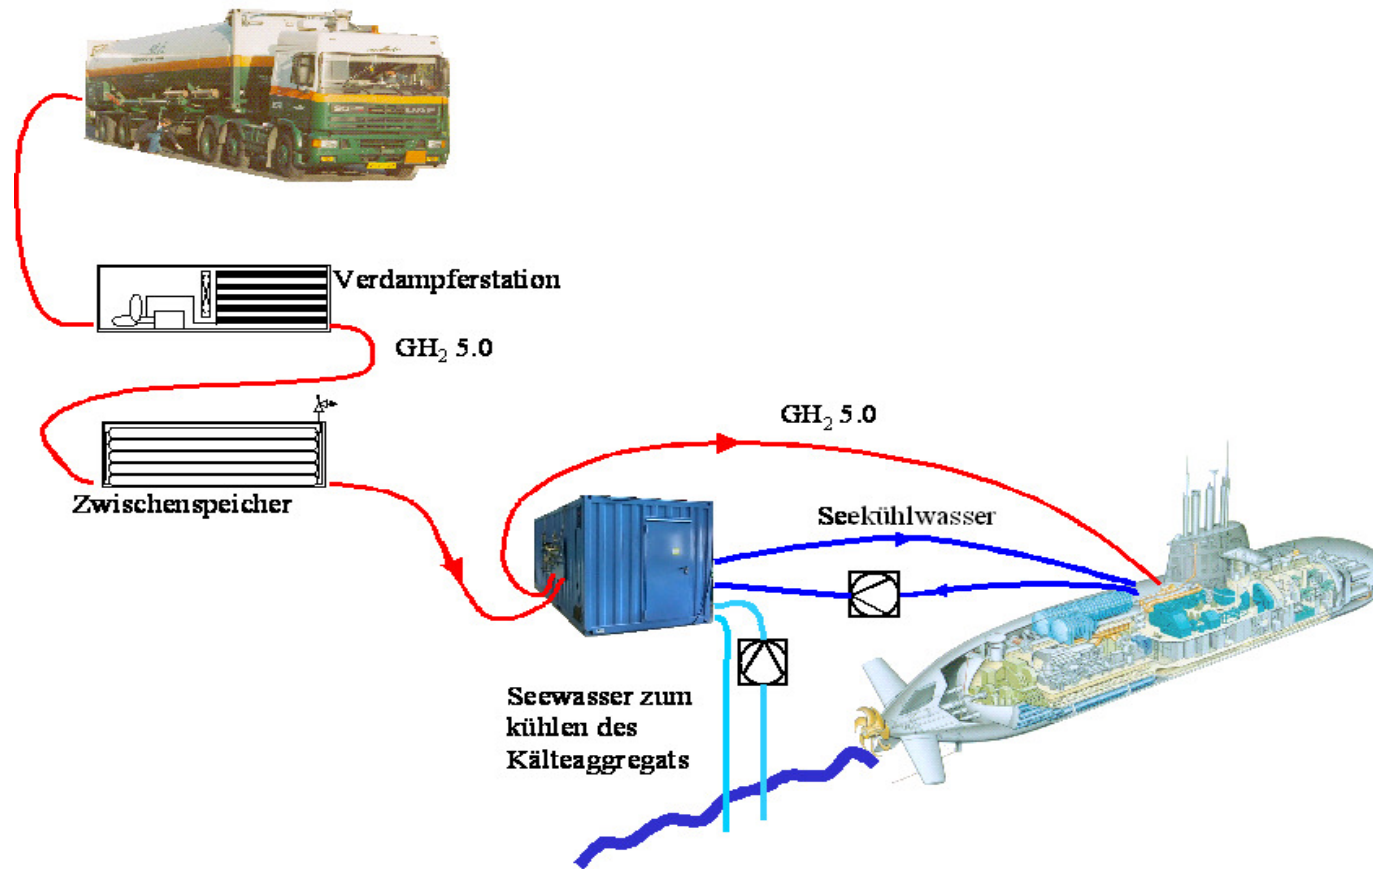 Verdampferstation
GH₂ 5.0
GH₂ 5.0
Zwischenspeicher
Seekühlwasser
Seewasser zum
kühlen des
Kälteaggregats